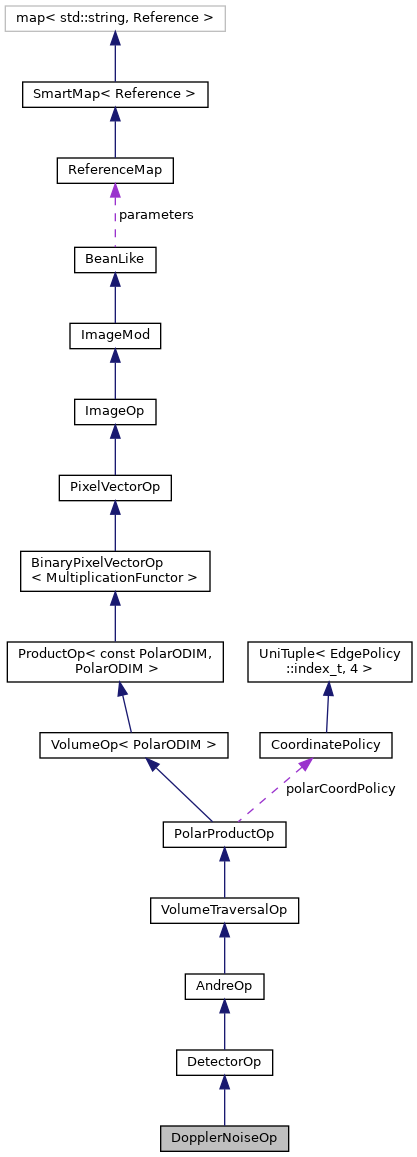 map< std::string, Reference >
SmartMap< Reference >
ReferenceMap
parameters
BeanLike
ImageMod
ImageOp
PixelVectorOp
BinaryPixelVectorOp
< MultiplicationFunctor >
ProductOp< const PolarODIM,
PolarODIM >
UniTuple< EdgePolicy
::index_t, 4 >
VolumeOp< PolarODIM >
CoordinatePolicy
polarCoordPolicy
PolarProductOp
VolumeTraversalOp
AndreOp
DetectorOp
DopplerNoiseOp